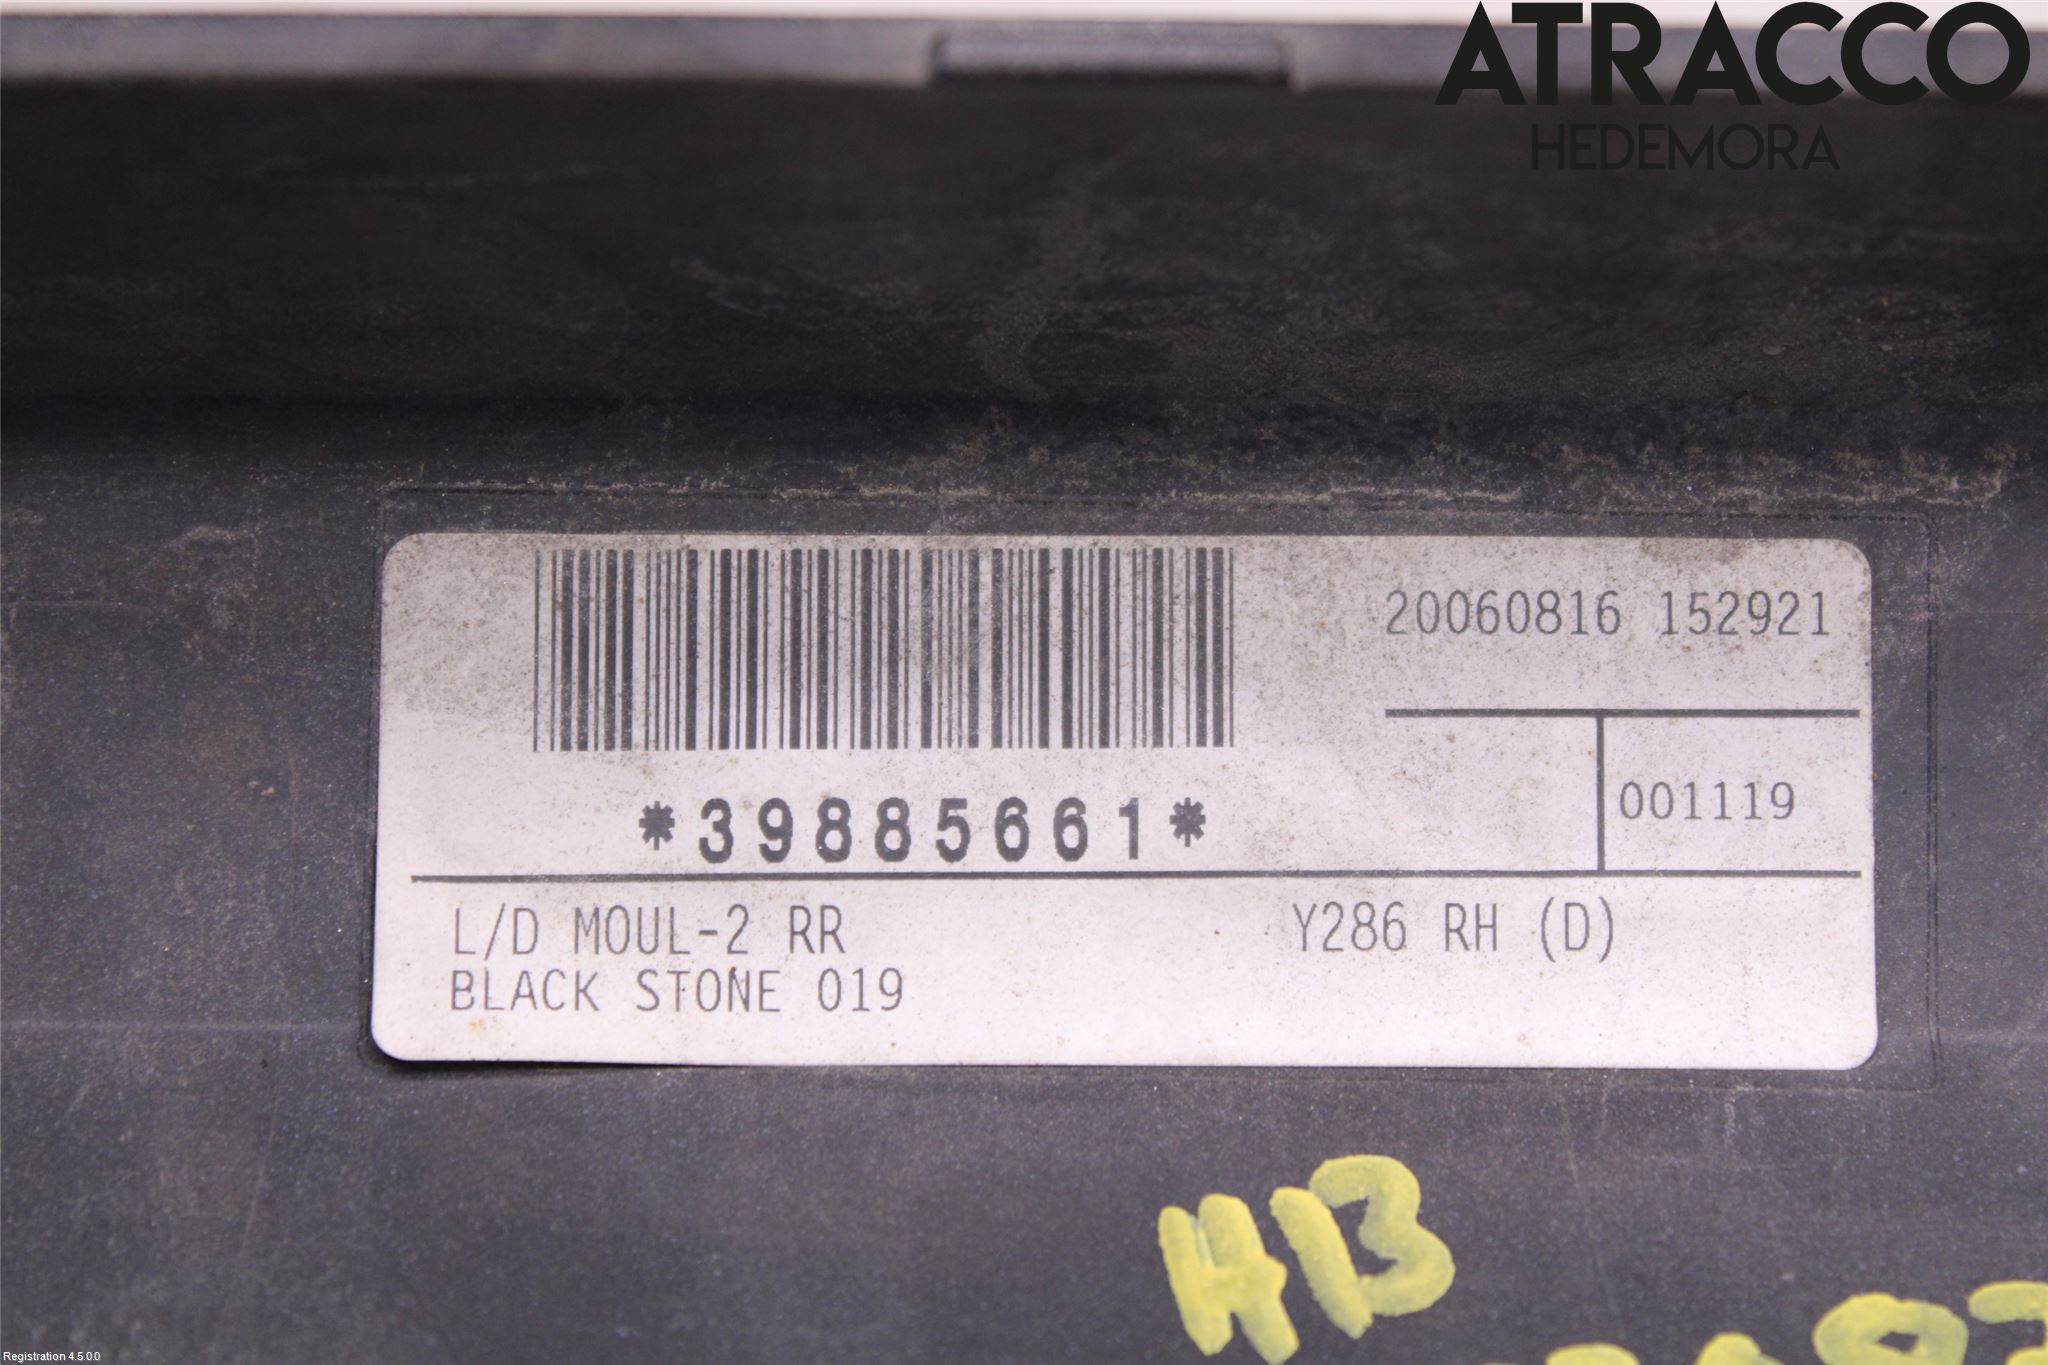 ATRACCO
HEDEMORA
20060816 152921
001119
*39885661*
L/D MOUL-2 RR Y286 RH (D)
BLACK STONE 019
HB
Registration 4.5.0.0